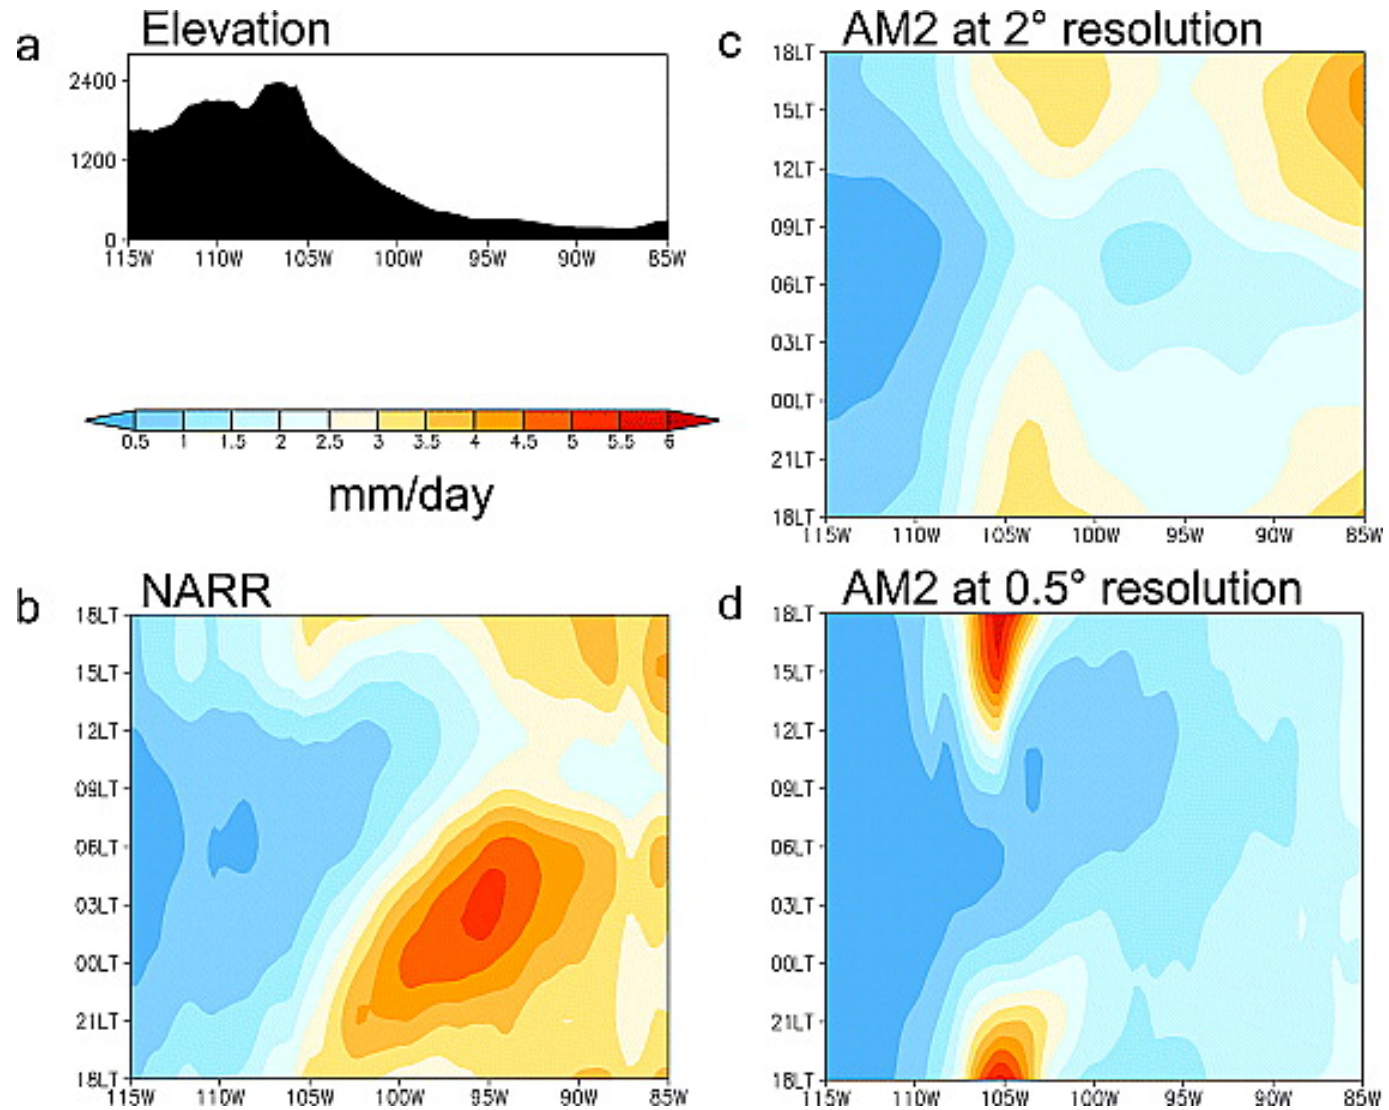 a Elevation
2400
1200
0
115W 110W 105W 100W 95W 90W 85W
0.5 1 1.5 2 2.5 3 3.5 4 4.5 5 5.5 6
mm/day
b NARR
18LT
15LT
12LT
09LT
06LT
03LT
00LT
21LT
18LT
115W 110W 105W 100W 95W 90W 85W
c AM2 at 2° resolution
18LT
15LT
12LT
09LT
06LT
03LT
00LT
21LT
18LT
115W 110W 105W 100W 95W 90W 85W
d AM2 at 0.5° resolution
18LT
15LT
12LT
09LT
06LT
03LT
00LT
21LT
18LT
115W 110W 105W 100W 95W 90W 85W